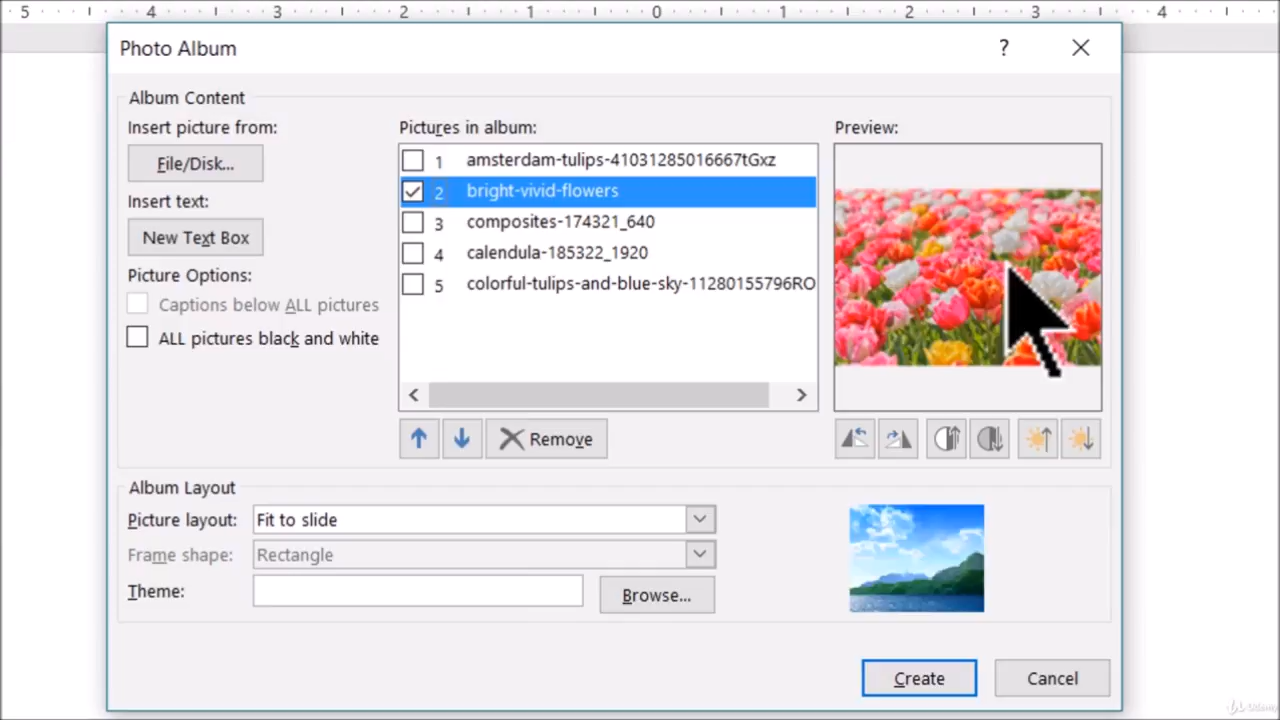 5 4 3 2 1 0 1 2 3 4
Photo Album ?
Album Content
Insert picture from:
File/Disk...
Insert text:
New Text Box
Picture Options:
Captions below ALL pictures
ALL pictures black and white
Pictures in album:
1 amsterdam-tulips-41031285016667tGxz
2 bright-vivid-flowers
3 composites-174321_640
4 calendula-185322_1920
5 colorful-tulips-and-blue-sky-11280155796RO
Remove
Preview:
Album Layout
Picture layout: Fit to slide
Frame shape: Rectangle
Theme:
Browse...
Create
Cancel
Udemy